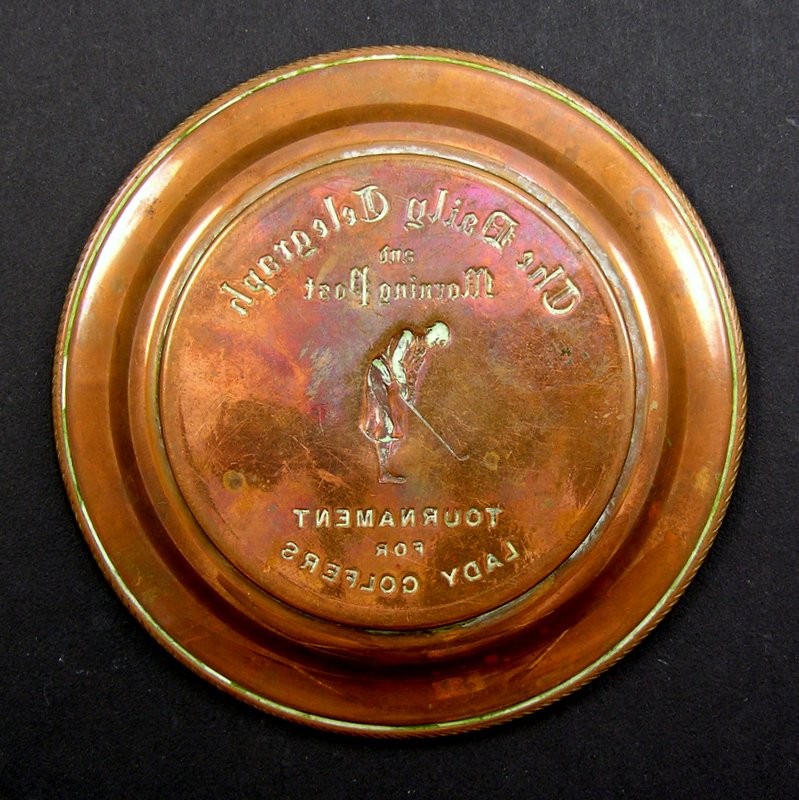 The Daily Telegraph
and
Morning Post
TOURNAMENT
FOR
LADY GOLFERS